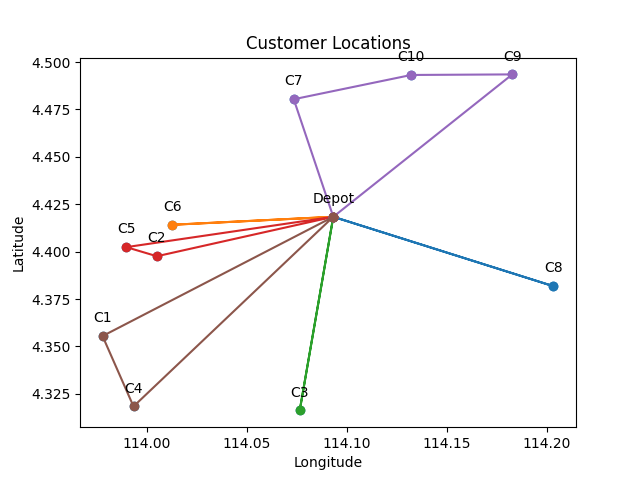 Customer Locations
4.500
4.475
4.450
4.425
4.400
4.375
4.350
4.325
Latitude
C10
C9
C7
Depot
C6
C5
C2
C8
C1
C4
C3
114.00
114.05
114.10
114.15
114.20
Longitude